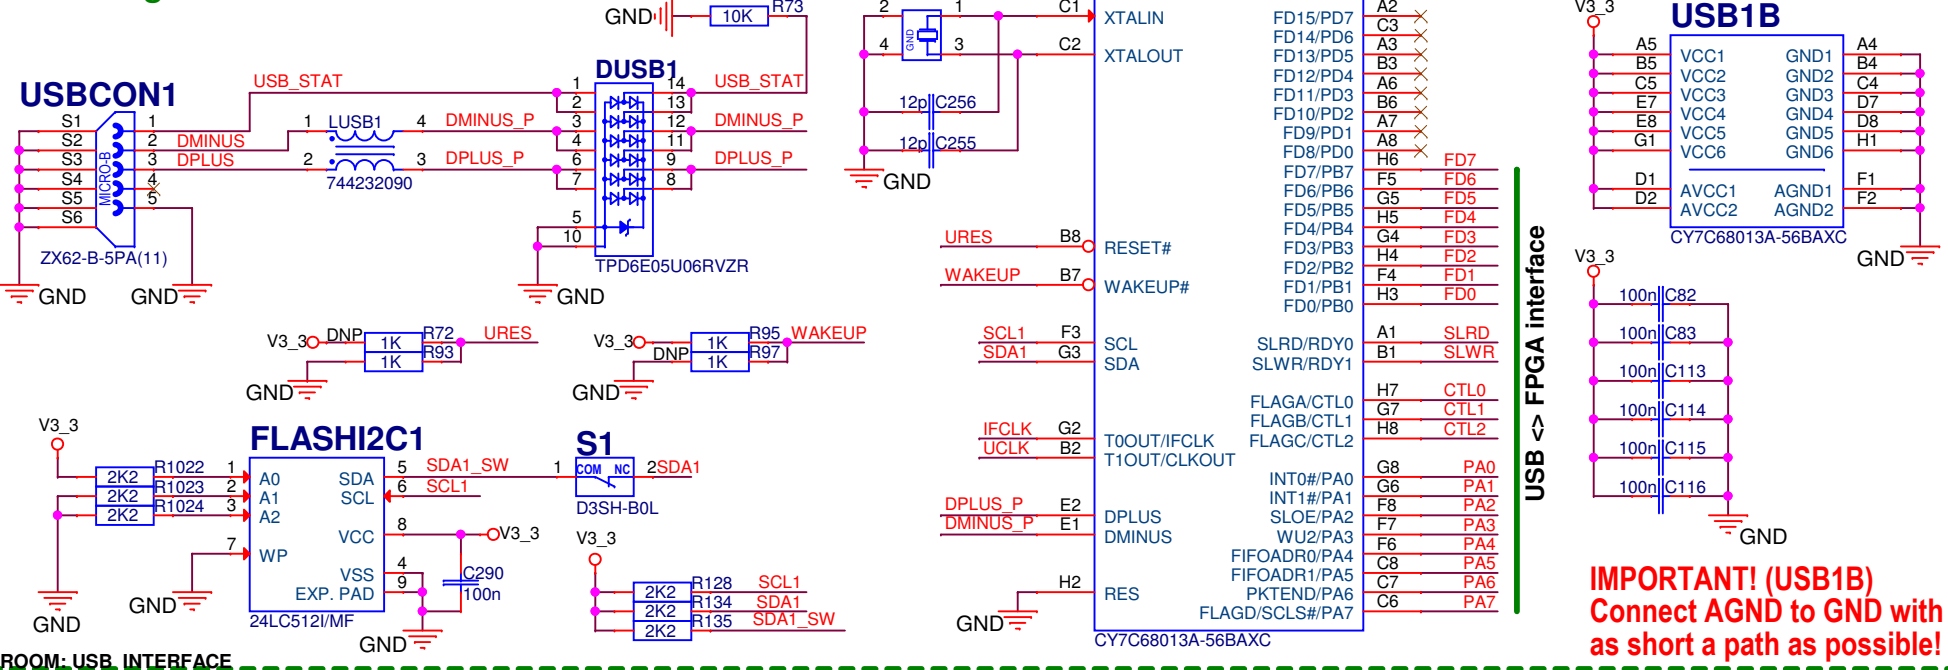 GND
10K
R73
USBCON1
S1
S2
S3
S4
S5
S6
MICRO-B
1
2
3
4
5
ZX62-B-5PA(11)
GND
GND
USB_STAT
DMINUS
DPLUS
1
2
LUSB1
4
3
744232090
DMINUS_P
DPLUS_P
DUSB1
1
2
3
4
6
7
5
10
14
13
12
11
9
8
USB_STAT
DMINUS_P
DPLUS_P
TPD6E05U06RVZR
GND
V3_3
DNP
1K
1K
R72
R93
URES
GND
V3_3
DNP
1K
1K
R95
R97
WAKEUP
GND
V3_3
2K2
2K2
2K2
R1022
R1023
R1024
GND
FLASHI2C1
1
2
3
7
A0
A1
A2
WP
SDA
SCL
VCC
VSS
EXP. PAD
5
6
8
4
9
24LC512I/MF
GND
SDA1_SW
SCL1
V3_3
C290
100n
GND
S1
1
COM
NC
2
SDA1
D3SH-B0L
V3_3
2K2
2K2
2K2
R128
R134
R135
SCL1
SDA1
SDA1_SW
2
1
4
3
GND
12p
C256
12p
C255
GND
C1
XTALIN
C2
XTALOUT
URES
B8
RESET#
WAKEUP
B7
WAKEUP#
SCL1
F3
SCL
SDA1
G3
SDA
IFCLK
G2
T0OUT/IFCLK
UCLK
B2
T1OUT/CLKOUT
DPLUS_P
E2
DPLUS
DMINUS_P
E1
DMINUS
H2
RES
GND
FD15/PD7
A2
FD14/PD6
C3
FD13/PD5
A3
FD12/PD4
B3
FD11/PD3
A6
FD10/PD2
B6
FD9/PD1
A7
FD8/PD0
A8
FD7/PB7
H6
FD7
FD6/PB6
F5
FD6
FD5/PB5
G5
FD5
FD4/PB4
H5
FD4
FD3/PB3
G4
FD3
FD2/PB2
H4
FD2
FD1/PB1
F4
FD1
FD0/PB0
H3
FD0
SLRD/RDY0
A1
SLRD
SLWR/RDY1
B1
SLWR
FLAGA/CTL0
H7
CTL0
FLAGB/CTL1
G7
CTL1
FLAGC/CTL2
H8
CTL2
INT0#/PA0
G8
PA0
INT1#/PA1
G6
PA1
SLOE/PA2
F8
PA2
WU2/PA3
F7
PA3
FIFOADR0/PA4
F6
PA4
FIFOADR1/PA5
C8
PA5
PKTEND/PA6
C7
PA6
FLAGD/SCLS#/PA7
C6
PA7
CY7C68013A-56BAXC
USB <> FPGA interface
V3_3
USB1B
A5
VCC1
GND1
A4
B5
VCC2
GND2
B4
C5
VCC3
GND3
C4
E7
VCC4
GND4
D7
E8
VCC5
GND5
D8
G1
VCC6
GND6
H1
D1
AVCC1
AGND1
F1
D2
AVCC2
AGND2
F2
CY7C68013A-56BAXC
GND
V3_3
100n
C82
100n
C83
100n
C113
100n
C114
100n
C115
100n
C116
GND
IMPORTANT! (USB1B)
Connect AGND to GND with
as short a path as possible!
ROOM: USB_INTERFACE